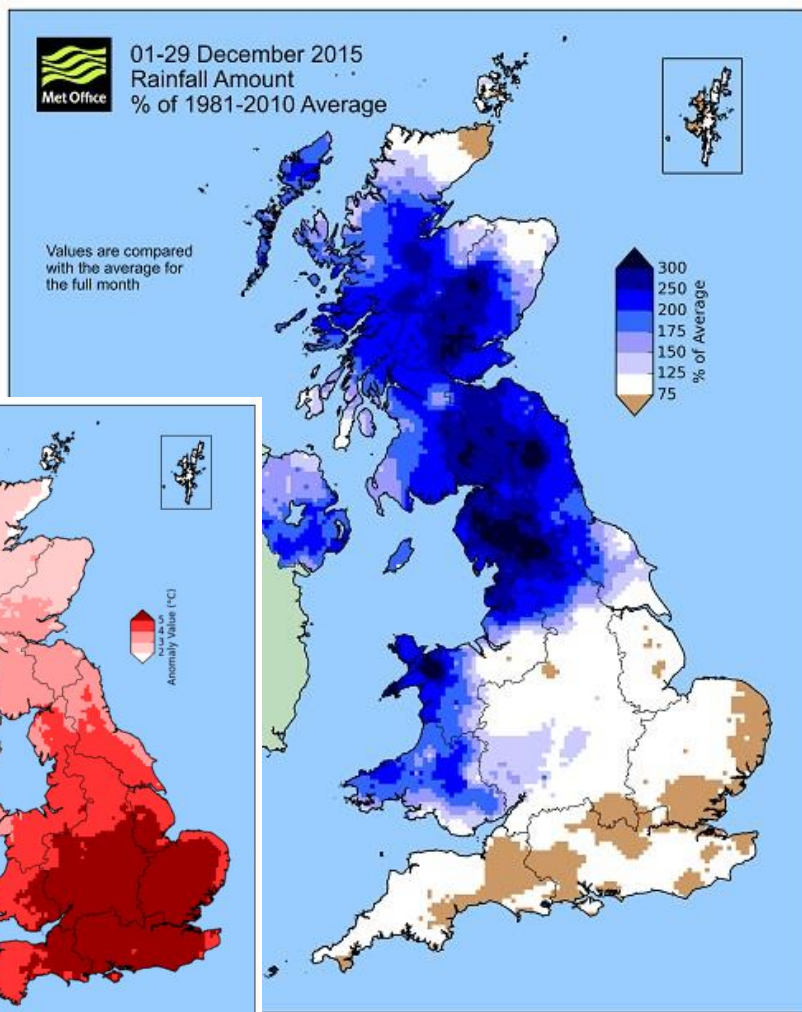 Met Office
01-29 December 2015
Rainfall Amount
% of 1981-2010 Average
Values are compared
with the average for
the full month
300
250
200
175
150
125
75
% of Average
5
4
3
2
Anomaly Value (°C)